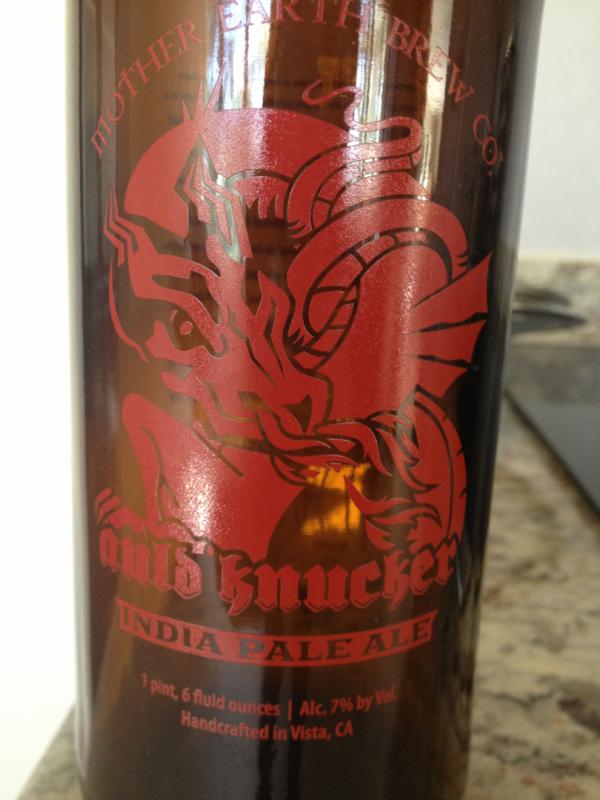 MOTHER EARTH BREW CO.
auld knucker
INDIA PALE ALE
1 pint, 6 fluid ounces | Alc. 7% by Vol.
Handcrafted in Vista, CA